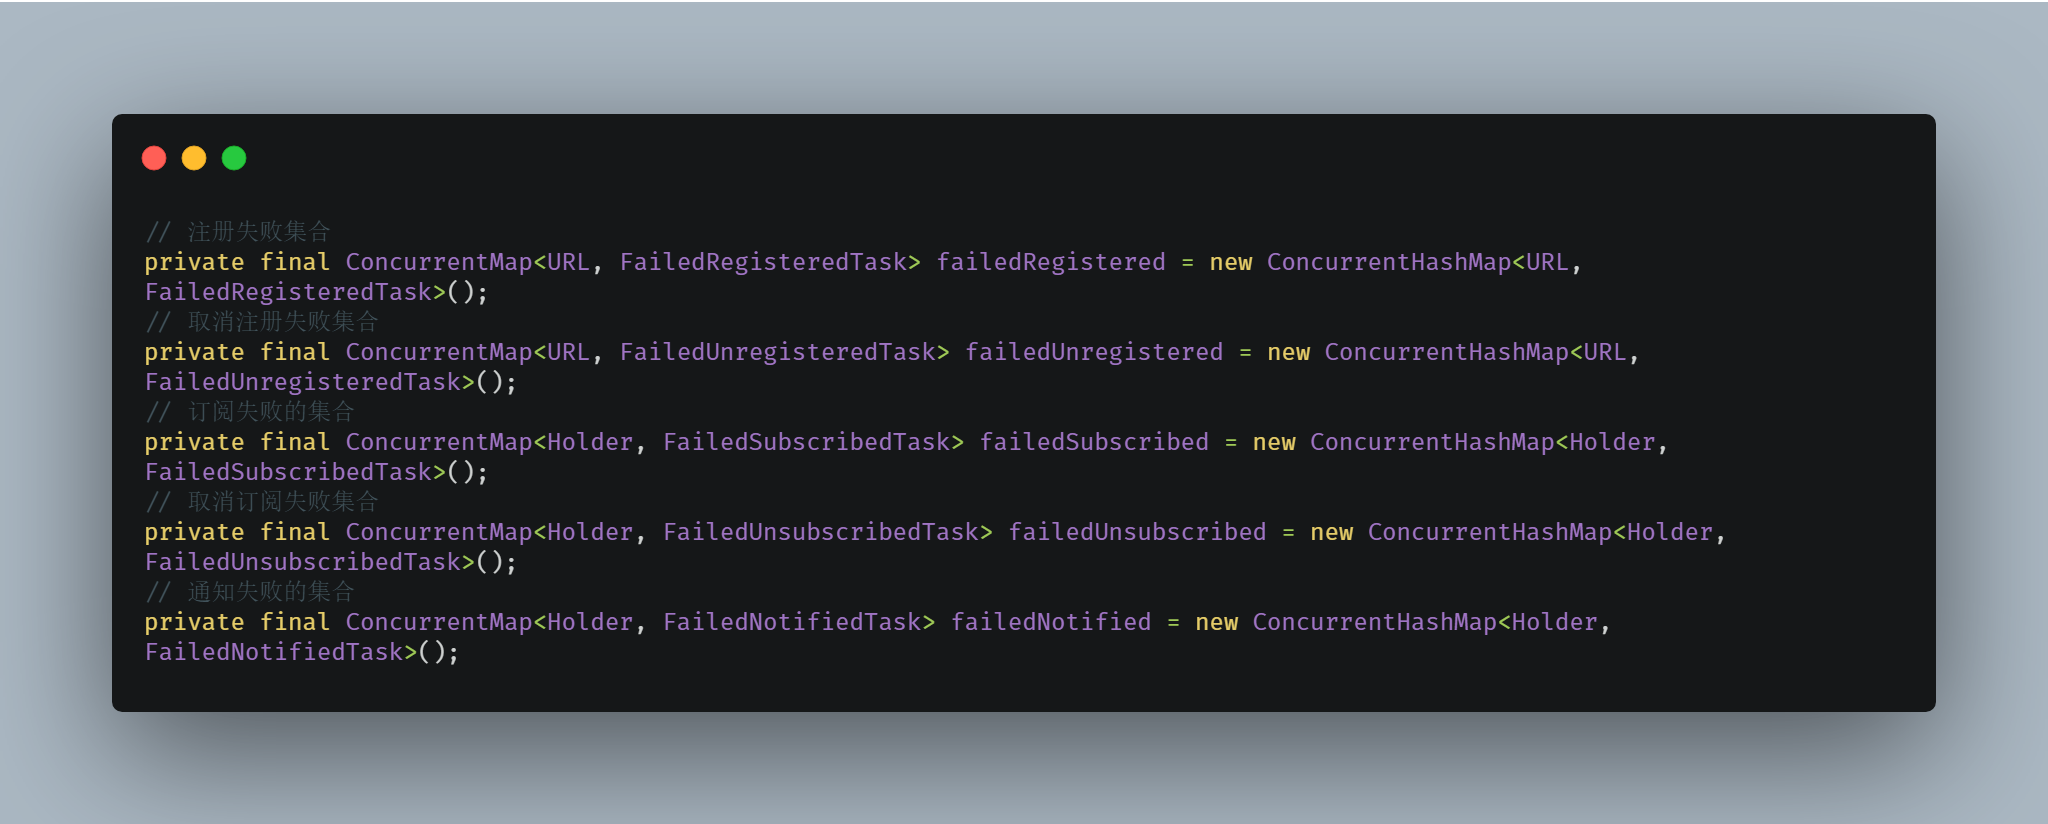 // 注册失败集合
private final ConcurrentMap<URL, FailedRegisteredTask> failedRegistered = new ConcurrentHashMap<URL,
FailedRegisteredTask>();
// 取消注册失败集合
private final ConcurrentMap<URL, FailedUnregisteredTask> failedUnregistered = new ConcurrentHashMap<URL,
FailedUnregisteredTask>();
// 订阅失败的集合
private final ConcurrentMap<Holder, FailedSubscribedTask> failedSubscribed = new ConcurrentHashMap<Holder,
FailedSubscribedTask>();
// 取消订阅失败集合
private final ConcurrentMap<Holder, FailedUnsubscribedTask> failedUnsubscribed = new ConcurrentHashMap<Holder,
FailedUnsubscribedTask>();
// 通知失败的集合
private final ConcurrentMap<Holder, FailedNotifiedTask> failedNotified = new ConcurrentHashMap<Holder,
FailedNotifiedTask>();